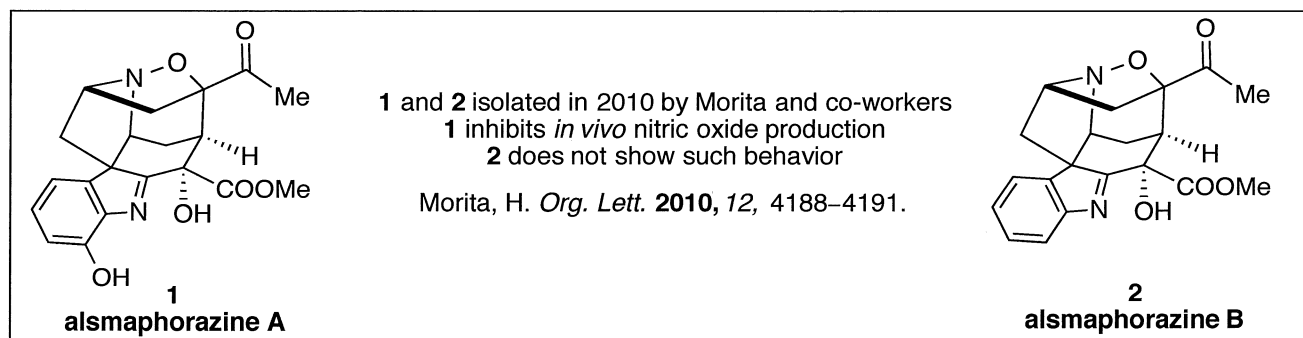 O
N
O
Me
H
COOMe
N
OH
OH
1
alsmaphorazine A
1 and 2 isolated in 2010 by Morita and co-workers
1 inhibits in vivo nitric oxide production
2 does not show such behavior
Morita, H. Org. Lett. 2010, 12, 4188–4191.
O
N
O
Me
H
COOMe
N
OH
2
alsmaphorazine B